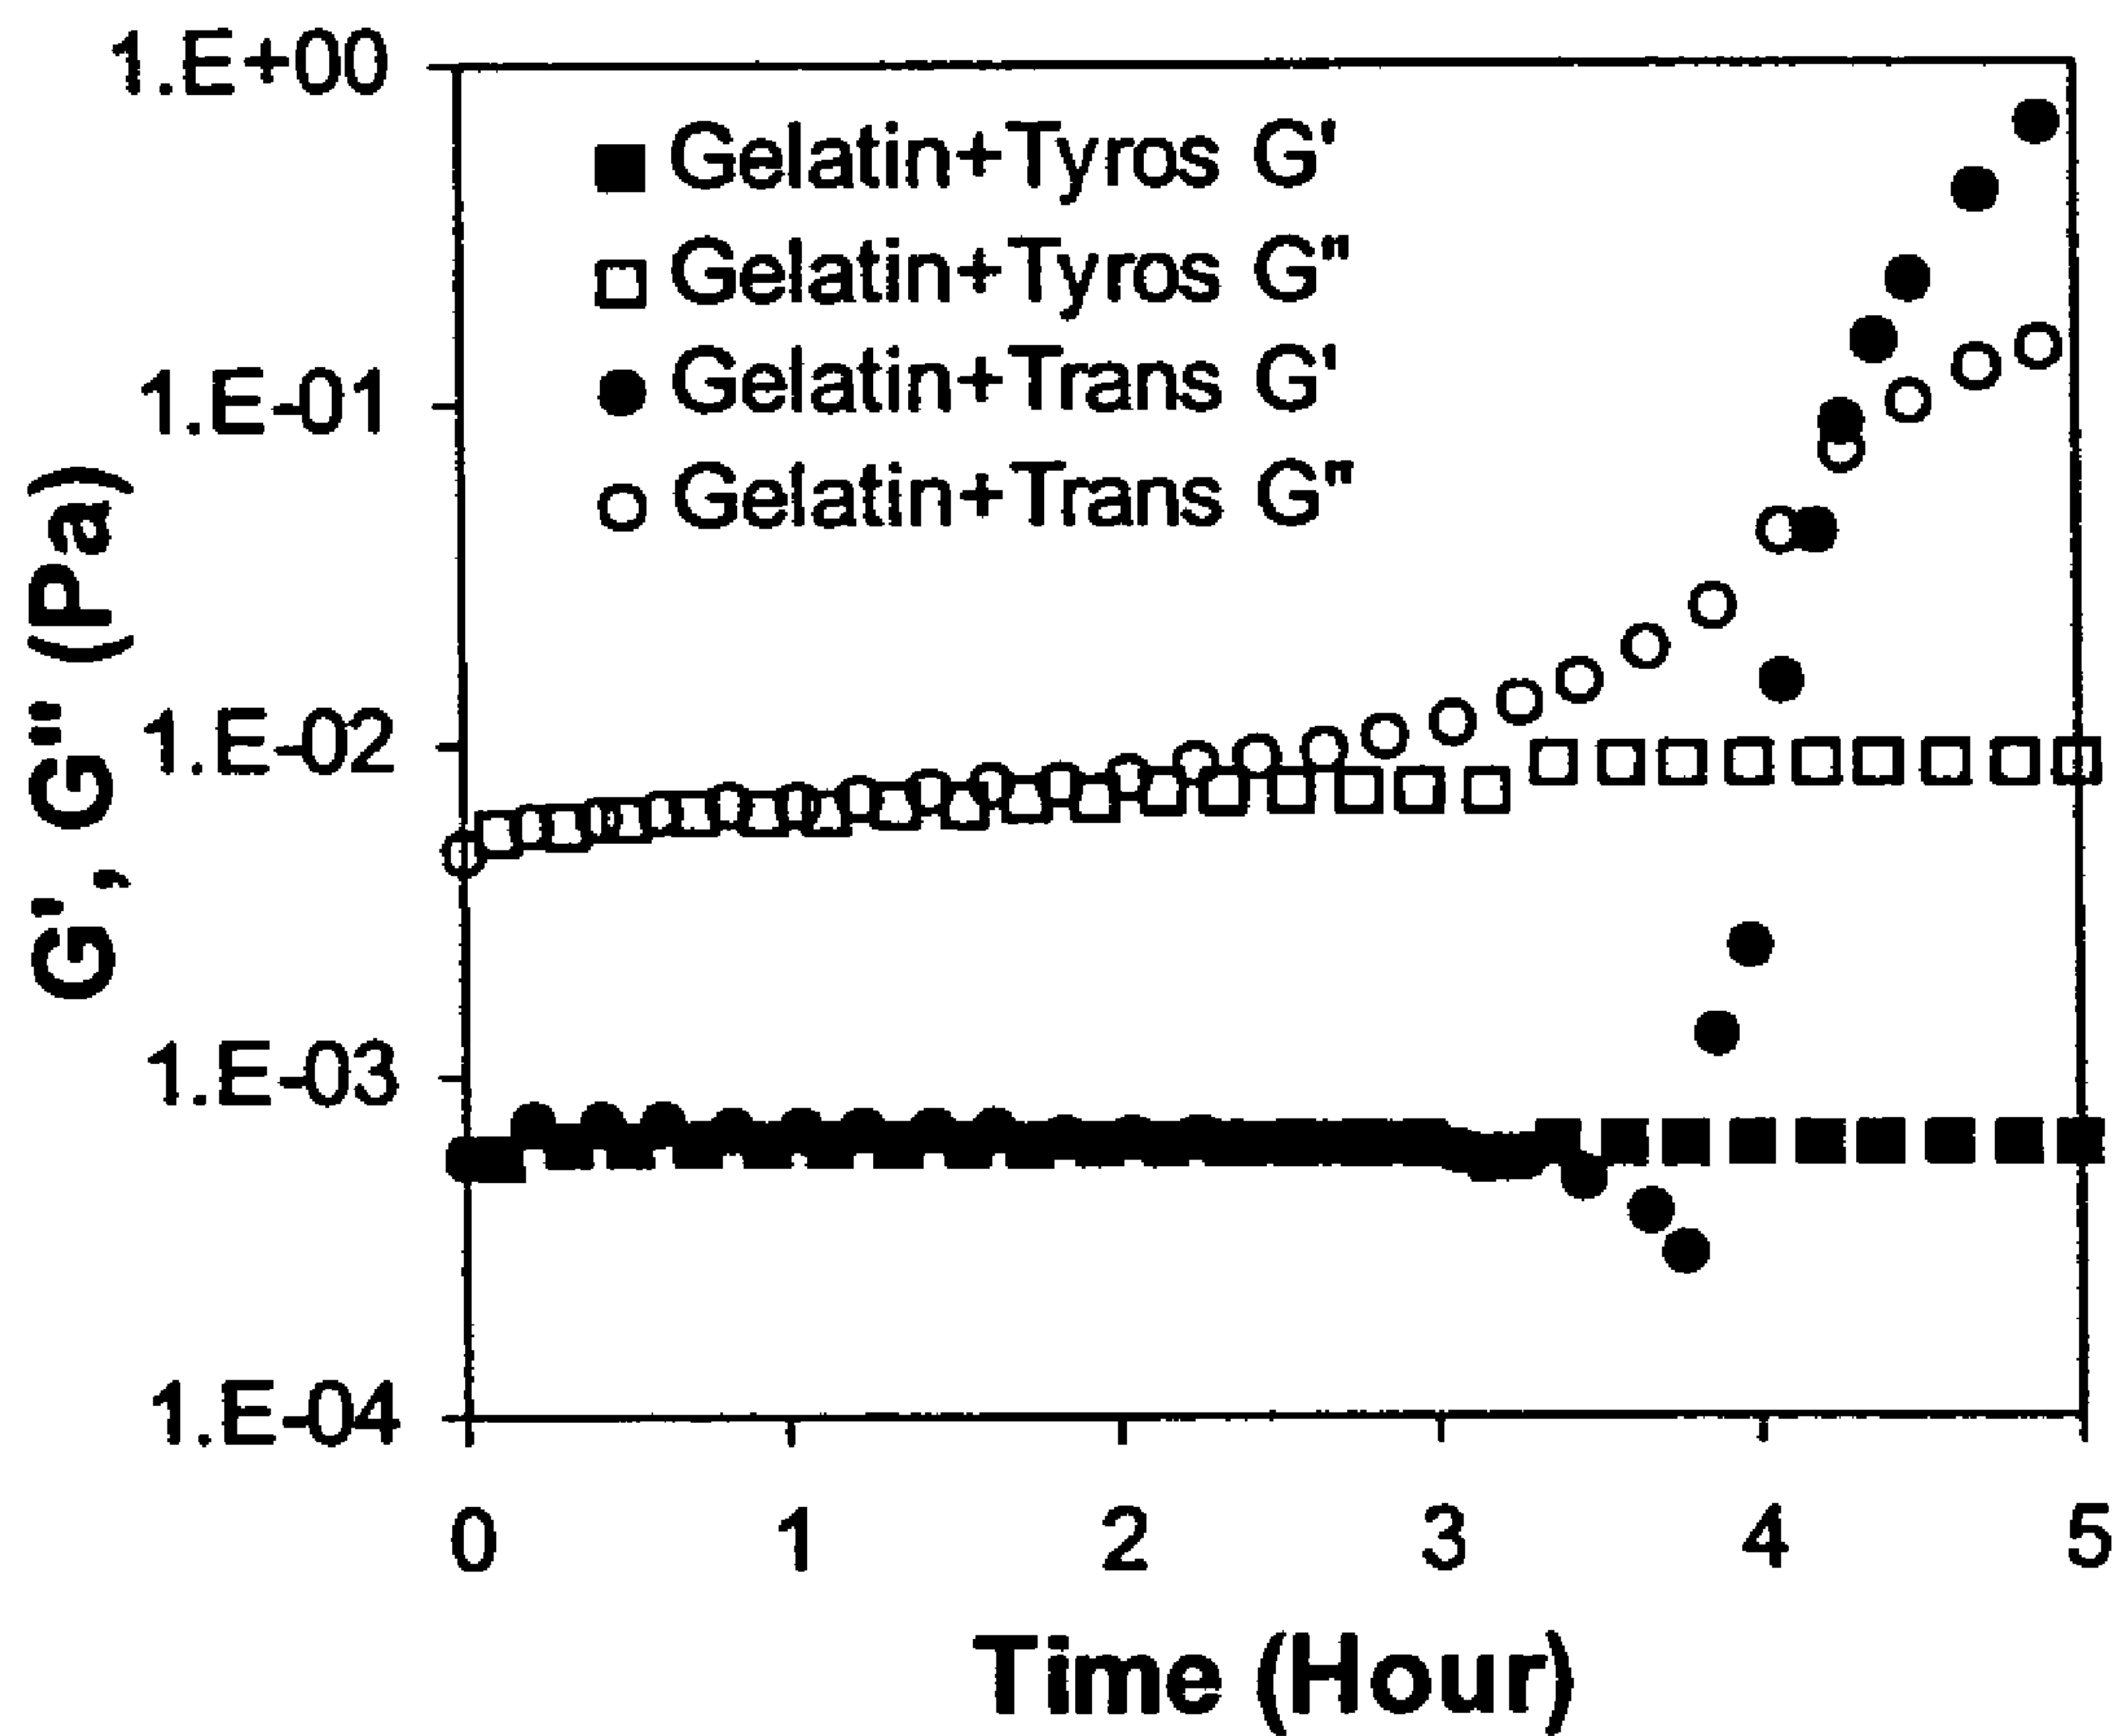 1.E+00
1.E-01
1.E-02
1.E-03
1.E-04
G', G" (Pa)
Gelatin+Tyros G'
Gelatin+Tyros G"
Gelatin+Trans G'
Gelatin+Trans G"
0 1 2 3 4 5
Time (Hour)